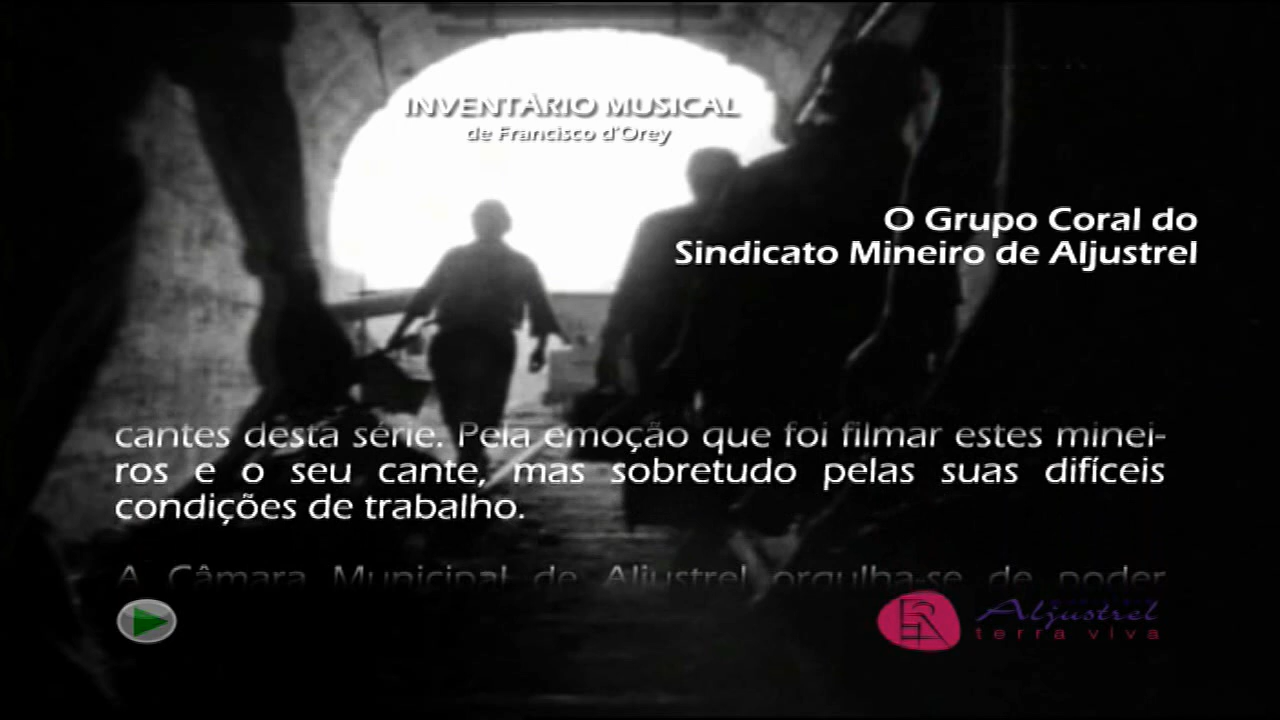 INVENTÁRIO MUSICAL
de Francisco d'Orey
O Grupo Coral do
Sindicato Mineiro de Aljustrel
cantes desta série. Pela emoção que foi filmar estes minei-
ros e o seu cante, mas sobretudo pelas suas difíceis
condições de trabalho.
A Câmara Municipal de Aljustrel orgulha-se de poder
Aljustrel
terra viva